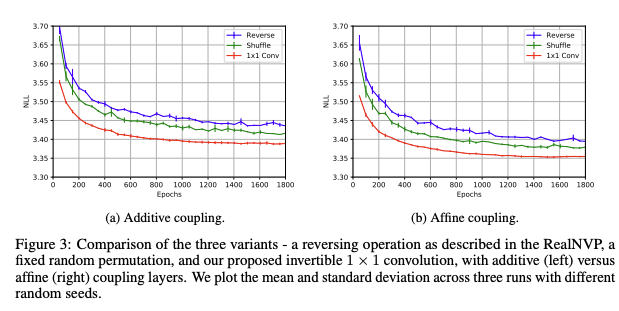 3.70
3.65
3.60
3.55
3.50
3.45
3.40
3.35
3.30
NLL
0 200 400 600 800 1000 1200 1400 1600 1800
Epochs
Reverse
Shuffle
1x1 Conv
(a) Additive coupling.
3.70
3.65
3.60
3.55
3.50
3.45
3.40
3.35
3.30
NLL
0 200 400 600 800 1000 1200 1400 1600 1800
Epochs
Reverse
Shuffle
1x1 Conv
(b) Affine coupling.
Figure 3: Comparison of the three variants - a reversing operation as described in the RealNVP, a
fixed random permutation, and our proposed invertible 1 × 1 convolution, with additive (left) versus
affine (right) coupling layers. We plot the mean and standard deviation across three runs with different
random seeds.